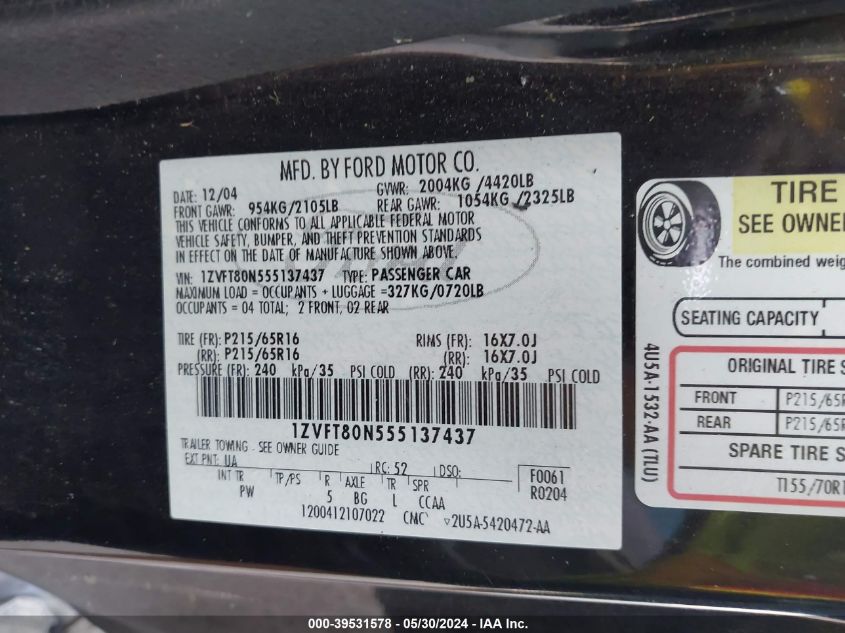 MFD. BY FORD MOTOR CO.
DATE: 12/04 GVWR: 2004KG /4420LB
FRONT GAWR: 954KG/2105LB REAR GAWR: 1054KG /2325LB
THIS VEHICLE CONFORMS TO ALL APPLICABLE FEDERAL MOTOR
VEHICLE SAFETY, BUMPER, AND THEFT PREVENTION STANDARDS
IN EFFECT ON THE DATE OF MANUFACTURE SHOWN ABOVE.
VIN: 1ZVFT80N555137437 TYPE: PASSENGER CAR
MAXIMUM LOAD = OCCUPANTS + LUGGAGE =327KG/0720LB
OCCUPANTS = 04 TOTAL; 2 FRONT, 02 REAR
TIRE (FR): P215/65R16 RIMS (FR): 16X7.0J
(RR): P215/65R16 (RR): 16X7.0J
PRESSURE (FR): 240 kPa/35 PSI COLD (RR): 240 kPa/35 PSI COLD
1ZVFT80N555137437
TRAILER TOWING - SEE OWNER GUIDE
EXT PNT: UA RC: 52 DSO: F0061
INT TR TP/PS R AXLE TR SPR R0204
PW 5 BG L CCAA
1200412107022 CMC ▽2U5A-5420472-AA
TIRE
SEE OWNER
The combined weig
SEATING CAPACITY
4U5A-1532-AA (TLU)
ORIGINAL TIRE S
FRONT P215/65R
REAR P215/65R
SPARE TIRE S
T155/70R1
000-39531578 — 05/30/2024 — IAA Inc.